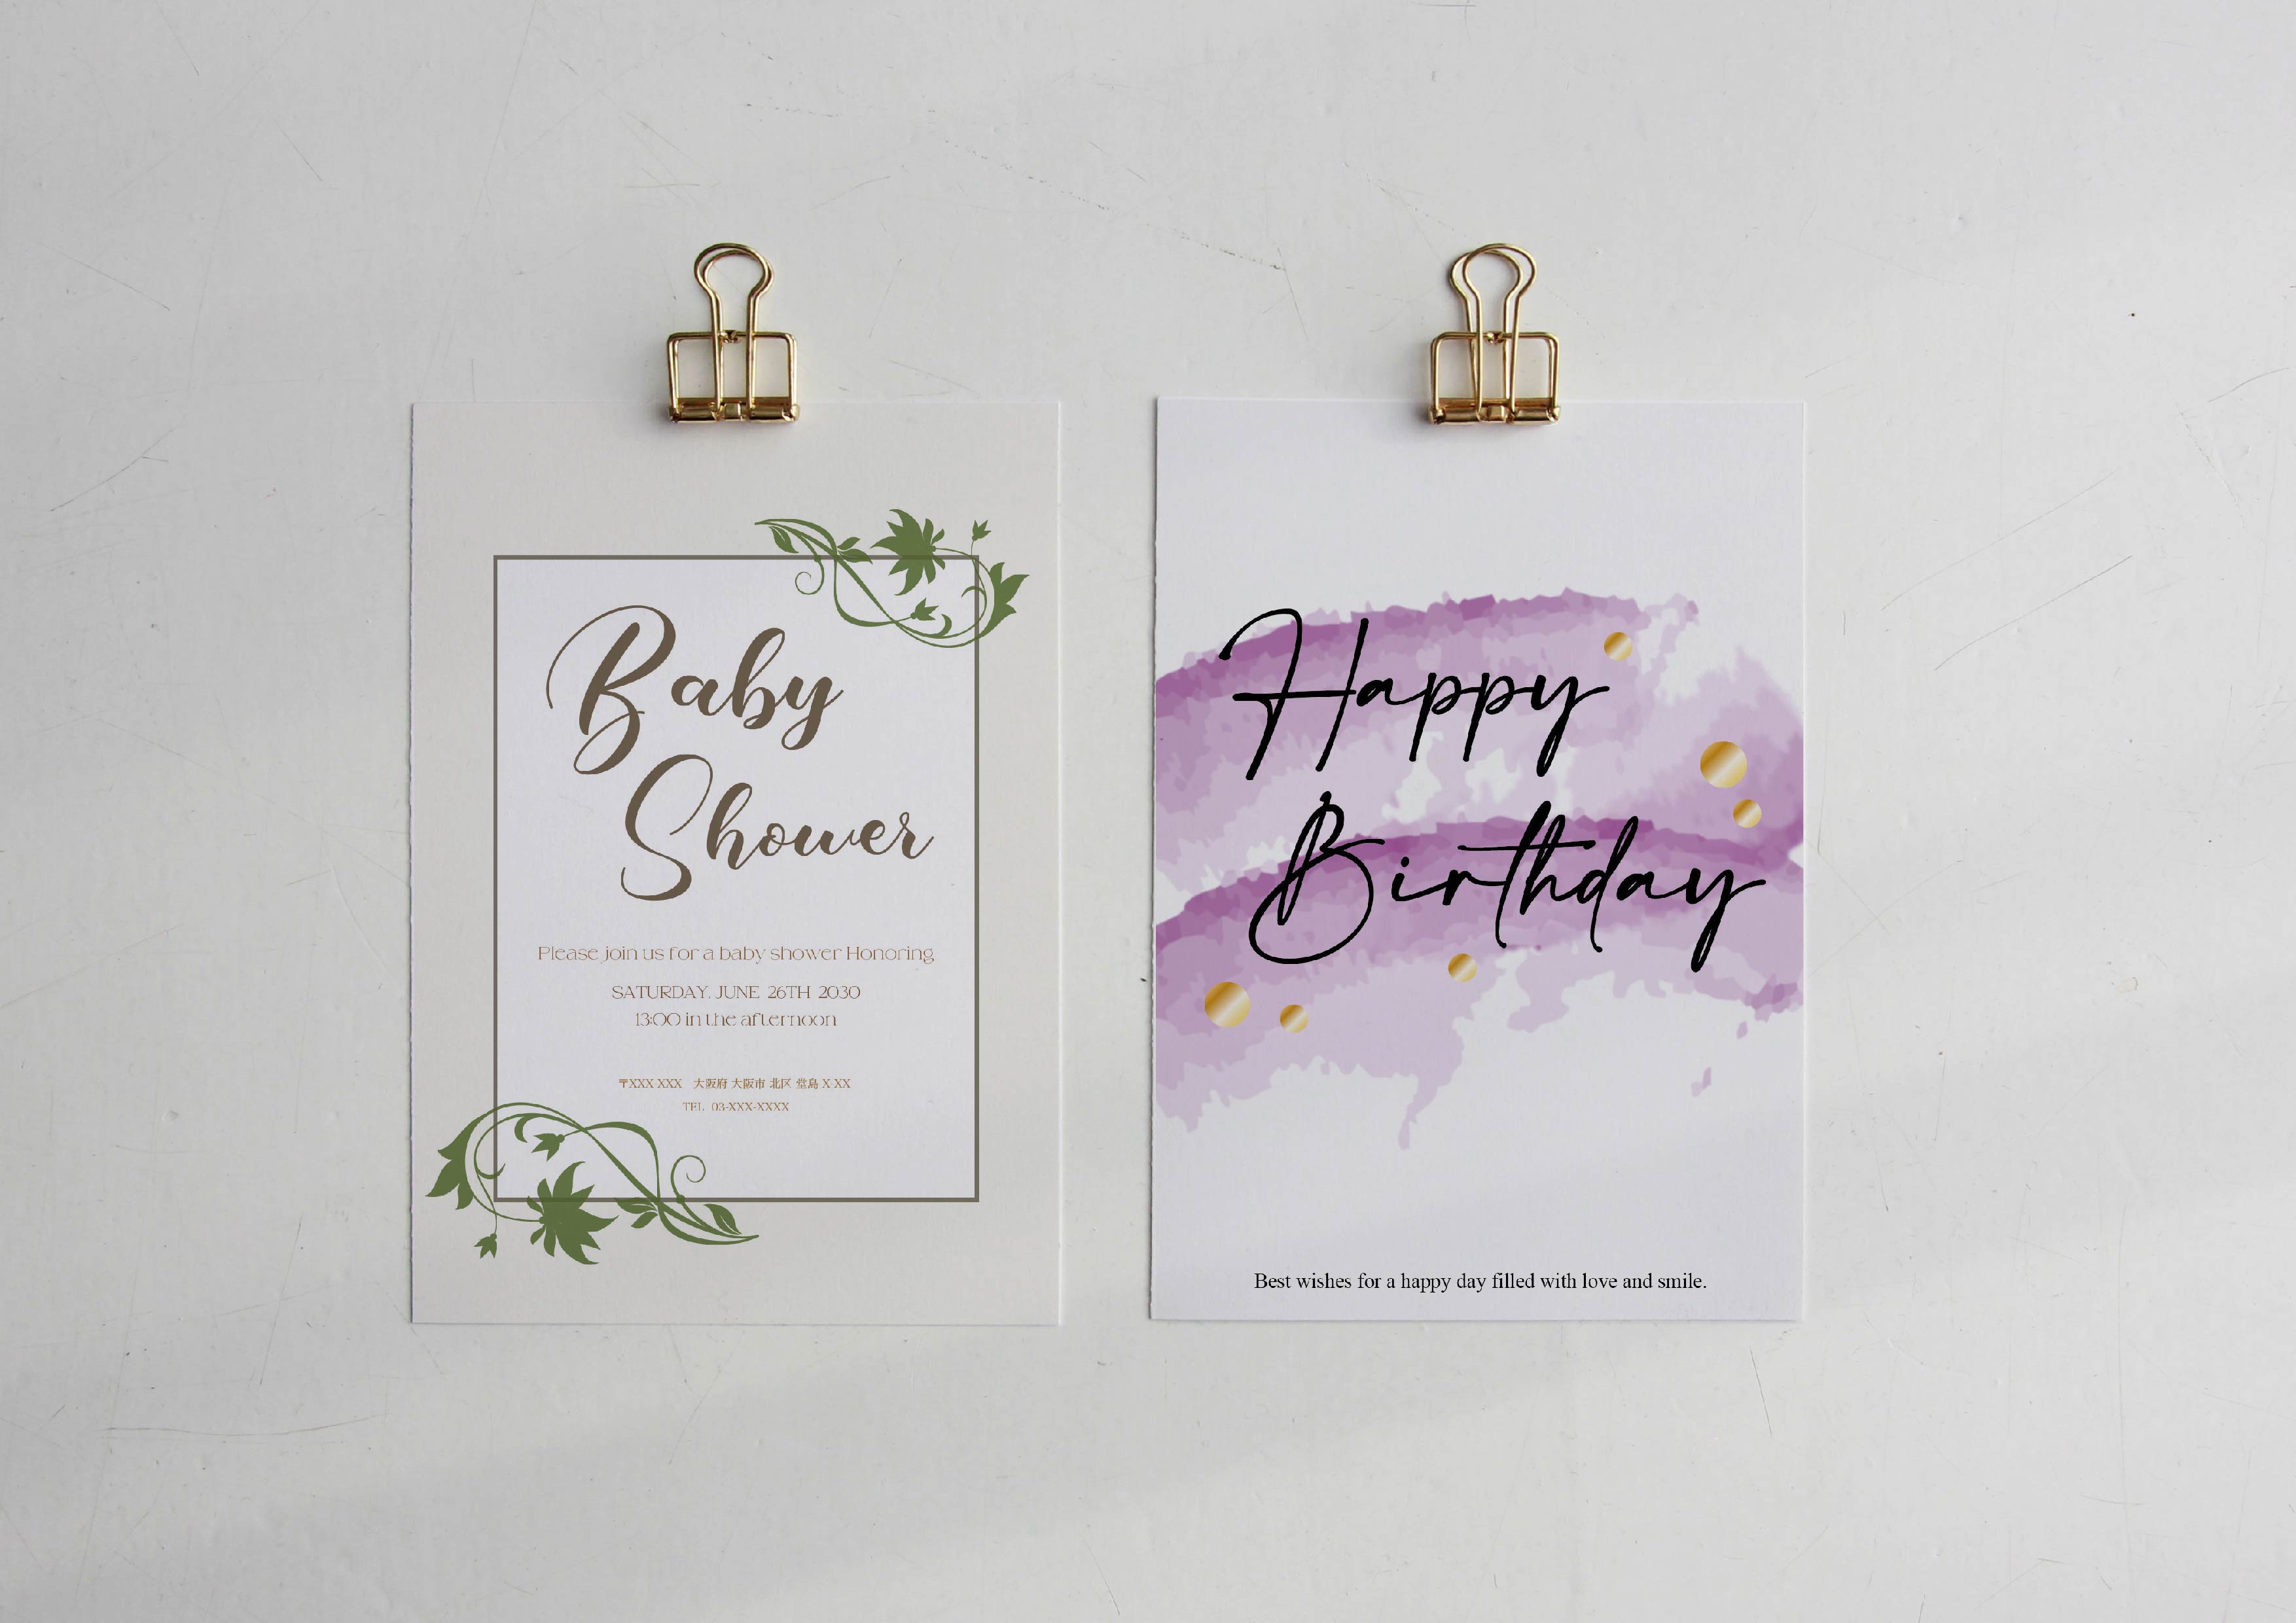 Baby
Shower
Please join us for a baby shower Honoring
SATURDAY. JUNE 26TH 2030
13:00 in the afternoon
〒XXX-XXX 大阪府 大阪市 北区 堂島 X-XX
TEL 03-XXX-XXXX
Happy
Birthday
Best wishes for a happy day filled with love and smile.